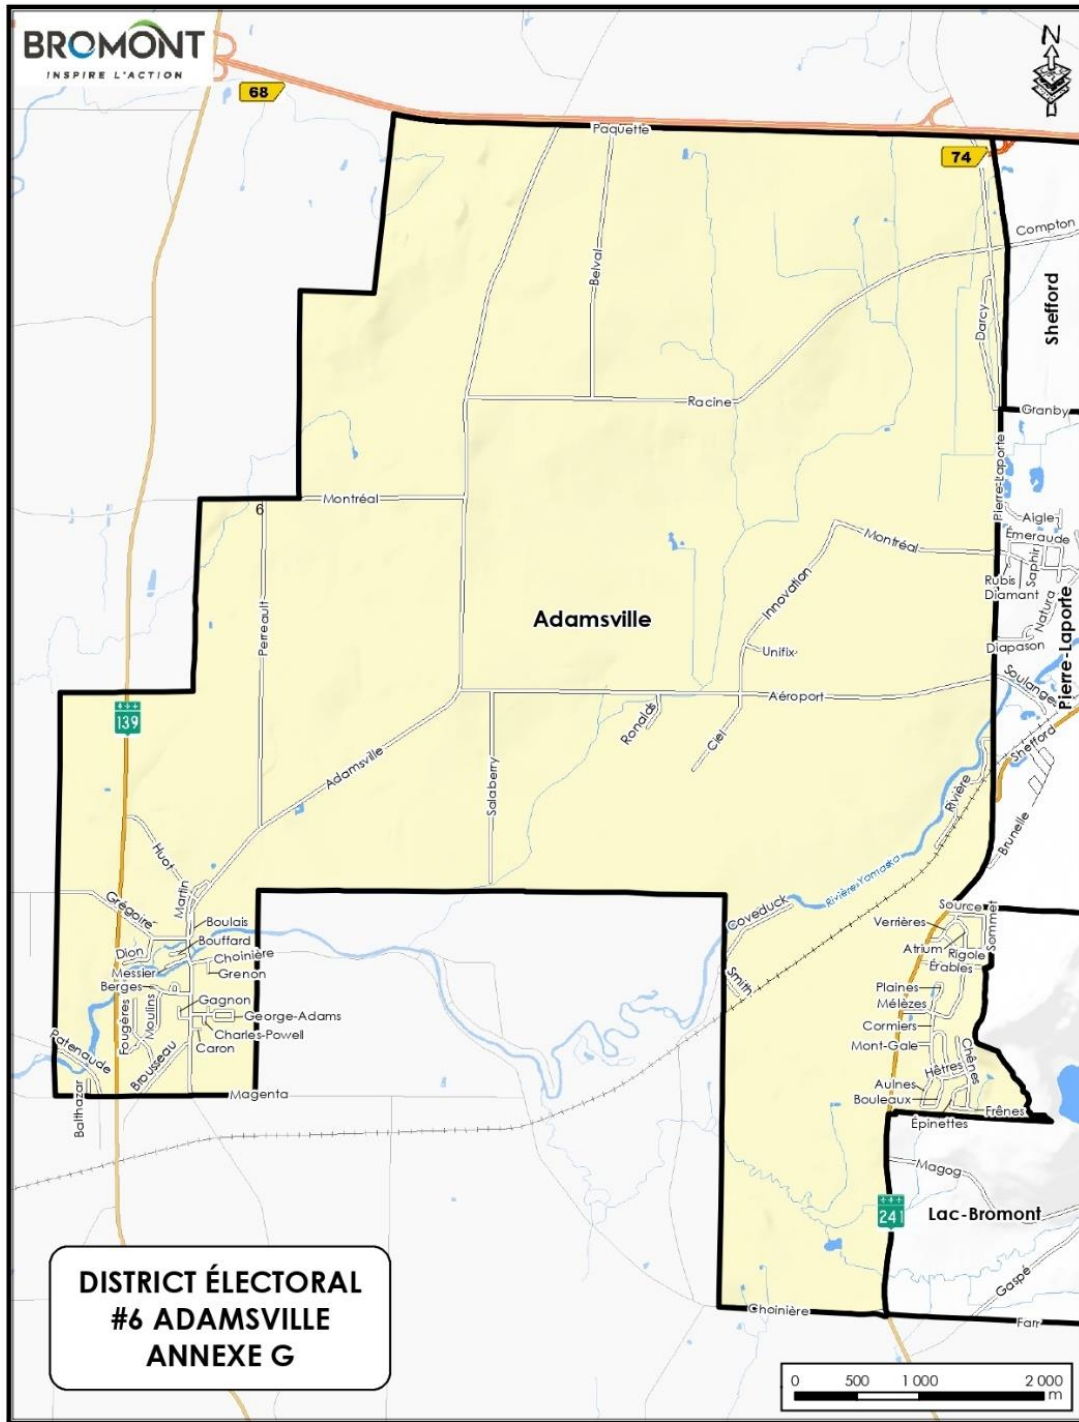 BROMONT
INSPIRE L'ACTION
N
68
Paquette
74
Compton
Belval
Shefford
Darcy
Racine
Granby
Montréal
6
Pierre-Laporte
Aigle
Émeraude
Montréal
Saphir
Rubis
Diamant
Innovation
Natura
Perreault
Adamsville
Unifix
Diapason
Pierre-Laporte
Soulange
139
Aéroport
Ronalds
Ciel
Shefford
Adamsville
Salaberry
Rivière
Brunelle
Huot
Martin
Rivière Yamaska
Grégoire
Coveduck
Source
Sommet
Boulais
Verrières
Dion
Bouffard
Atrium
Rigole
Choinière
Érables
Messier
Grenon
Smith
Berges
Plaines
Gagnon
Mélèzes
George-Adams
Fougères
Moulins
Cormiers
Charles-Powell
Patenaude
Caron
Mont-Gale
Chênes
Brousseau
Hêtres
Aulnes
Magenta
Bouleaux
Frênes
Balthazar
Épinettes
Magog
241
Lac-Bromont
Gaspé
Choinière
Farr
DISTRICT ÉLECTORAL
#6 ADAMSVILLE
ANNEXE G
0 500 1 000 2 000
m